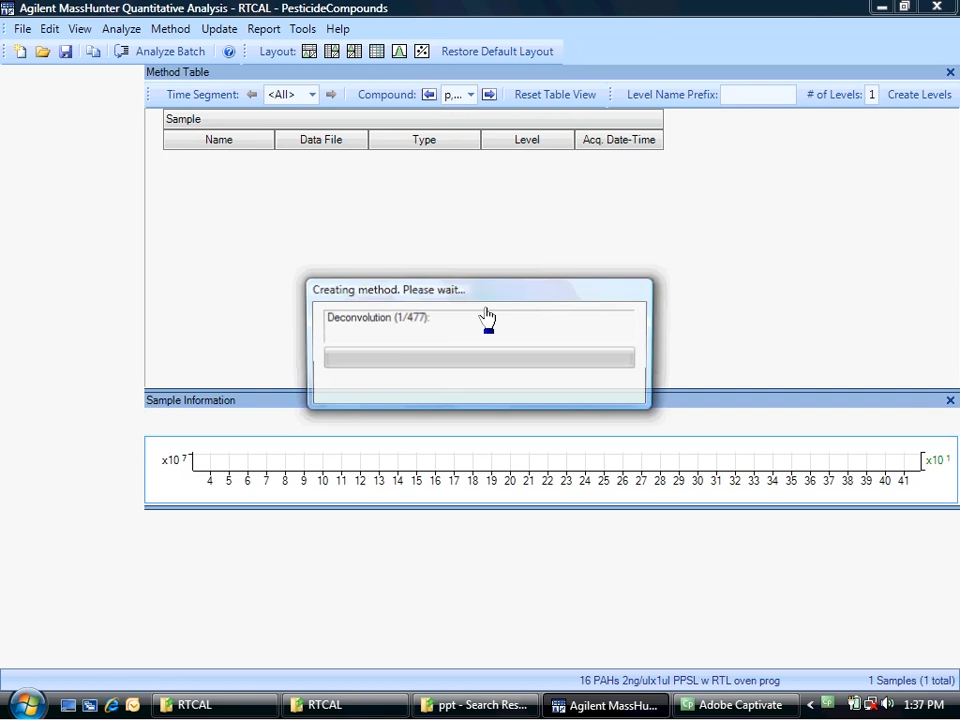 Agilent MassHunter Quantitative Analysis - RTCAL - PesticideCompounds
File Edit View Analyze Method Update Report Tools Help
Analyze Batch Layout: Restore Default Layout
Method Table
Time Segment: <All> Compound: p,... Reset Table View Level Name Prefix: # of Levels: 1 Create Levels
Sample
Name Data File Type Level Acq. Date-Time
Creating method. Please wait...
Deconvolution (1/477):
Sample Information
x10 7 x10 1
4 5 6 7 8 9 10 11 12 13 14 15 16 17 18 19 20 21 22 23 24 25 26 27 28 29 30 31 32 33 34 35 36 37 38 39 40 41
16 PAHs 2ng/ulx1ul PPSL w RTL oven prog 1 Samples (1 total)
RTCAL RTCAL ppt - Search Res... Agilent MassHu... Cp Adobe Captivate < Cp 1:37 PM